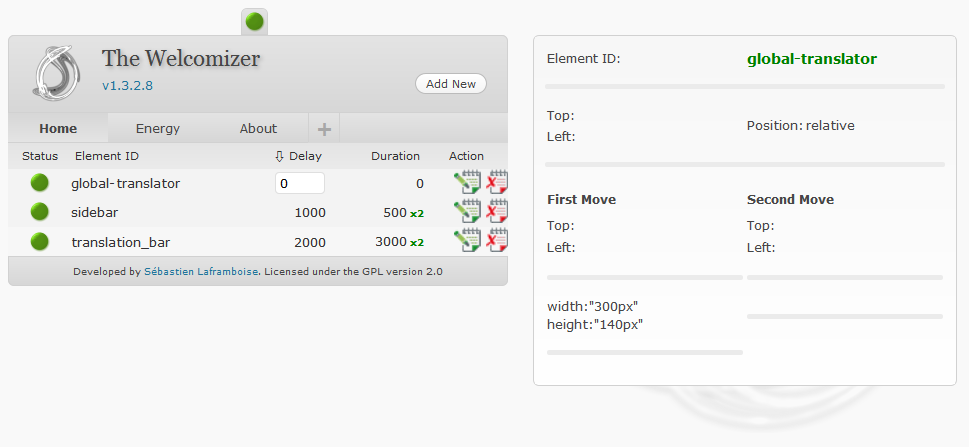 The Welcomizer
v1.3.2.8
Add New
Home Energy About +
Status Element ID ⇩ Delay Duration Action
global-translator 0 0
sidebar 1000 500 x2
translation_bar 2000 3000 x2
Developed by Sébastien Laframboise. Licensed under the GPL version 2.0
Element ID: global-translator
Top:
Left:
Position: relative
First Move
Top:
Left:
Second Move
Top:
Left:
width:"300px"
height:"140px"